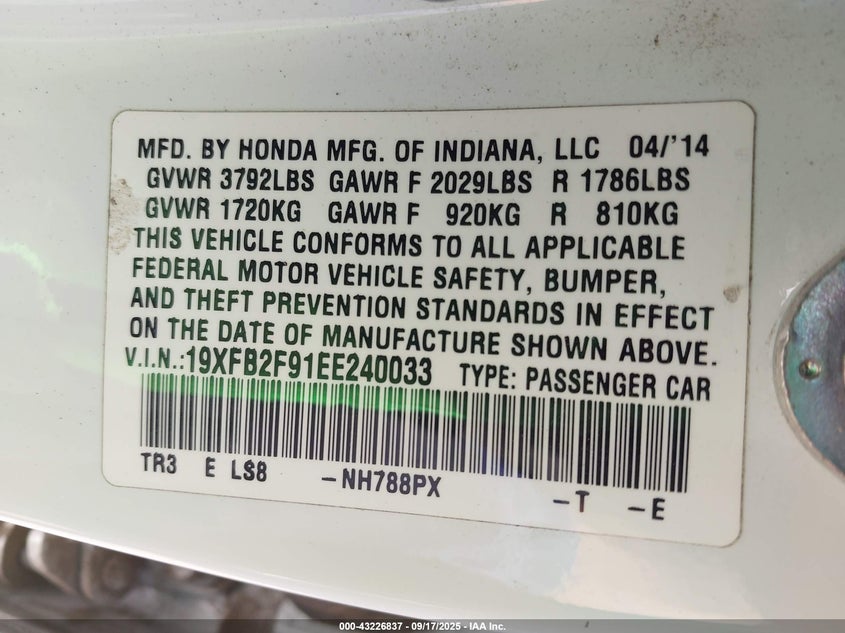 MFD. BY HONDA MFG. OF INDIANA, LLC 04/'14
GVWR 3792LBS GAWR F 2029LBS R 1786LBS
GVWR 1720KG GAWR F 920KG R 810KG
THIS VEHICLE CONFORMS TO ALL APPLICABLE
FEDERAL MOTOR VEHICLE SAFETY, BUMPER,
AND THEFT PREVENTION STANDARDS IN EFFECT
ON THE DATE OF MANUFACTURE SHOWN ABOVE.
V.I.N.:19XFB2F91EE240033 TYPE: PASSENGER CAR
TR3 E LS8 -NH788PX -T -E
000-43226837 - 09/17/2025 - IAA Inc.